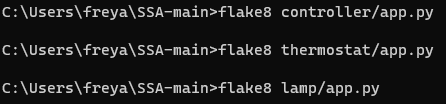 C:\Users\freya\SSA-main>flake8 controller/app.py
C:\Users\freya\SSA-main>flake8 thermostat/app.py
C:\Users\freya\SSA-main>flake8 lamp/app.py